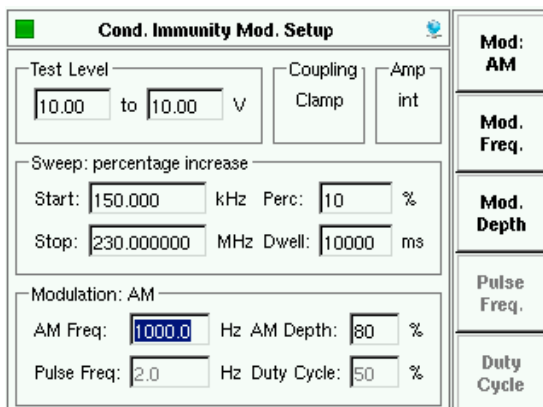 Cond. Immunity Mod. Setup
Test Level
10.00 to 10.00 V
Coupling
Clamp
Amp
int
Sweep: percentage increase
Start: 150.000 kHz Perc: 10 %
Stop: 230.000000 MHz Dwell: 10000 ms
Modulation: AM
AM Freq: 1000.0 Hz AM Depth: 80 %
Pulse Freq: 2.0 Hz Duty Cycle: 50 %
Mod:
AM
Mod.
Freq.
Mod.
Depth
Pulse
Freq.
Duty
Cycle